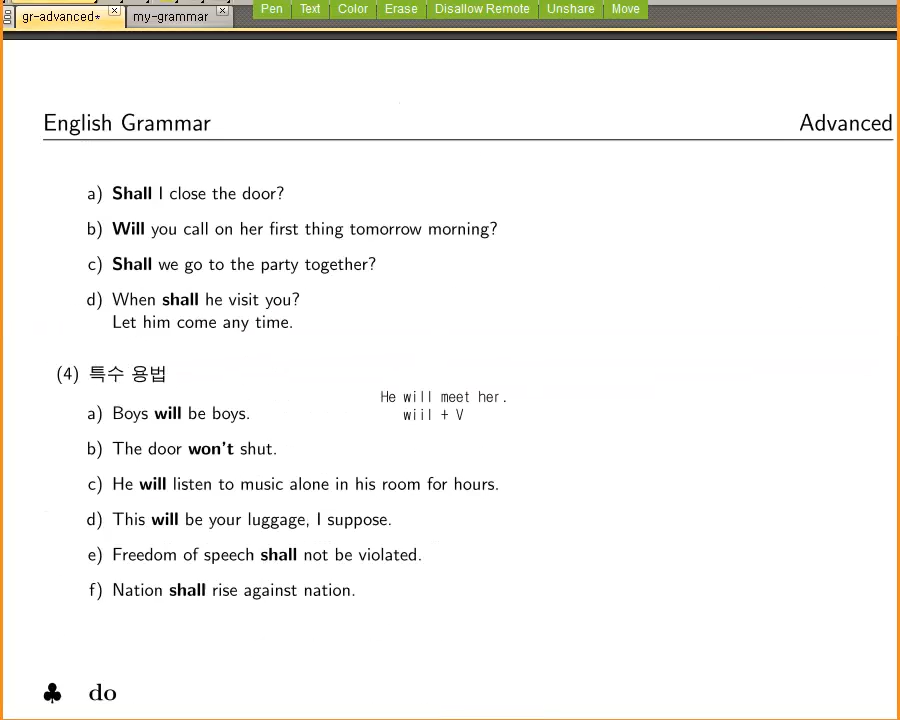 gr-advanced*
my-grammar
Pen Text Color Erase Disallow Remote Unshare Move
English Grammar Advanced
a) Shall I close the door?
b) Will you call on her first thing tomorrow morning?
c) Shall we go to the party together?
d) When shall he visit you?
Let him come any time.
(4) 특수 용법
He will meet her.
wiil + V
a) Boys will be boys.
b) The door won't shut.
c) He will listen to music alone in his room for hours.
d) This will be your luggage, I suppose.
e) Freedom of speech shall not be violated.
f) Nation shall rise against nation.
♣ do